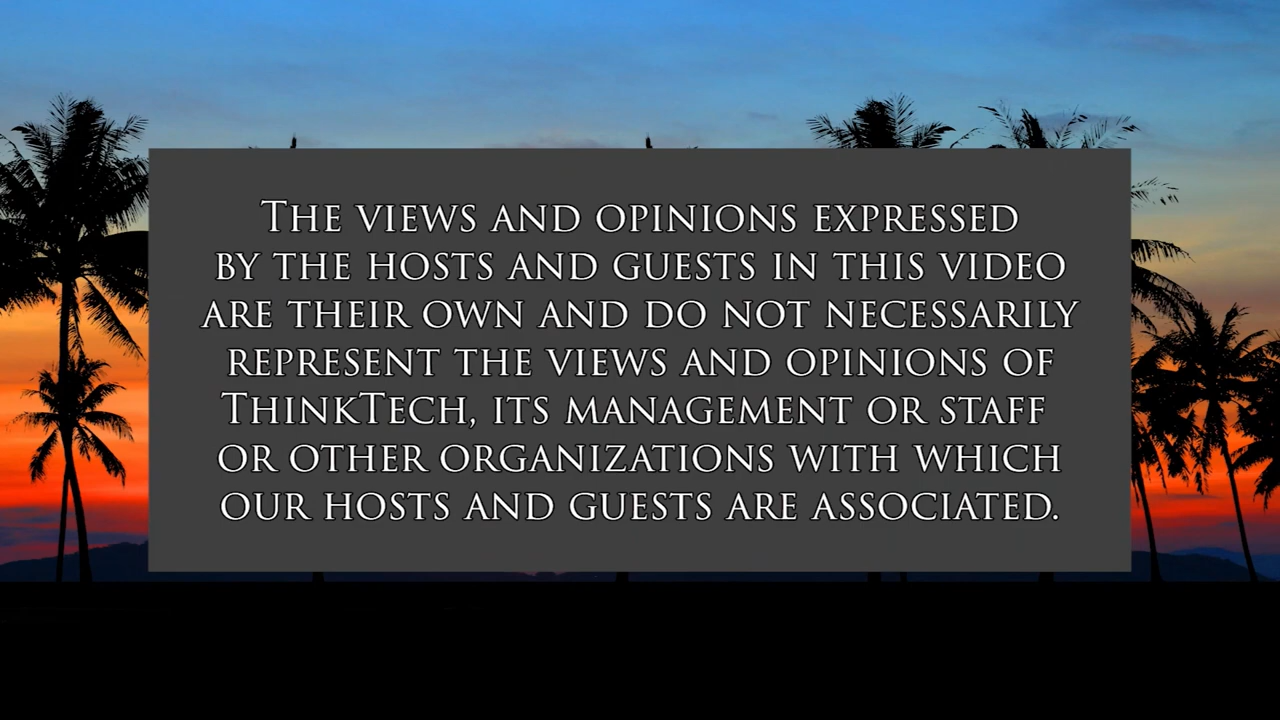 The views and opinions expressed
by the hosts and guests in this video
are their own and do not necessarily
represent the views and opinions of
ThinkTech, its management or staff
or other organizations with which
our hosts and guests are associated.